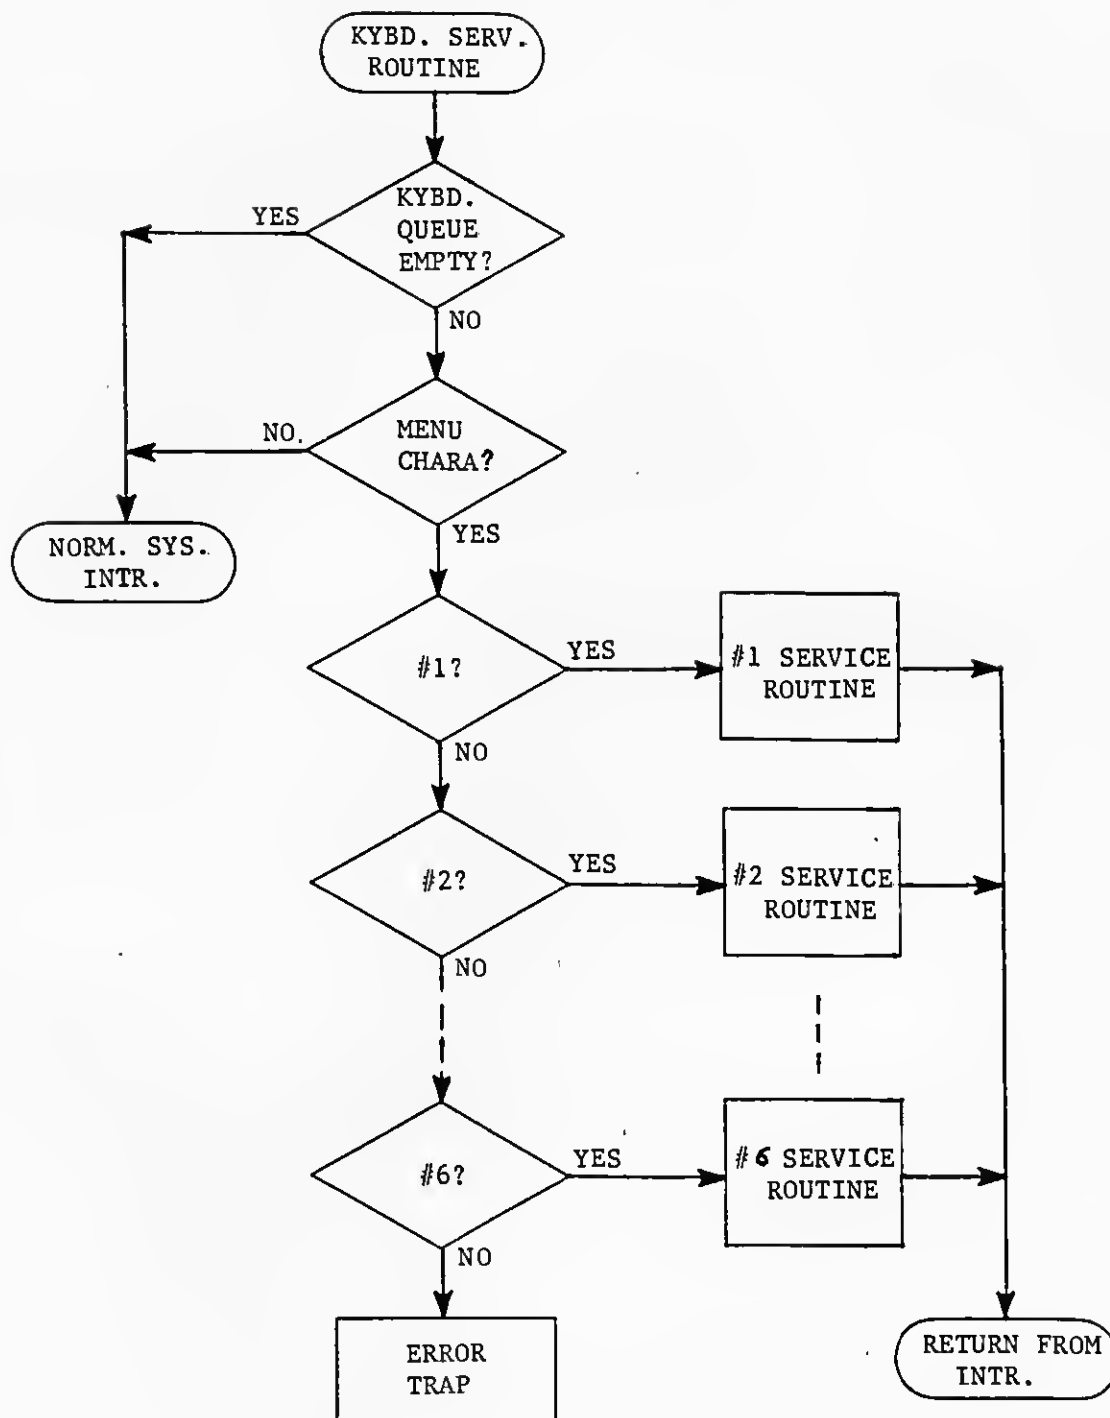 KYBD. SERV.
ROUTINE
KYBD.
QUEUE
EMPTY?
YES
NO
MENU
CHARA?
NO.
YES
NORM. SYS.
INTR.
#1?
YES
#1 SERVICE
ROUTINE
NO
#2?
YES
#2 SERVICE
ROUTINE
NO
#6?
YES
#6 SERVICE
ROUTINE
NO
ERROR
TRAP
RETURN FROM
INTR.